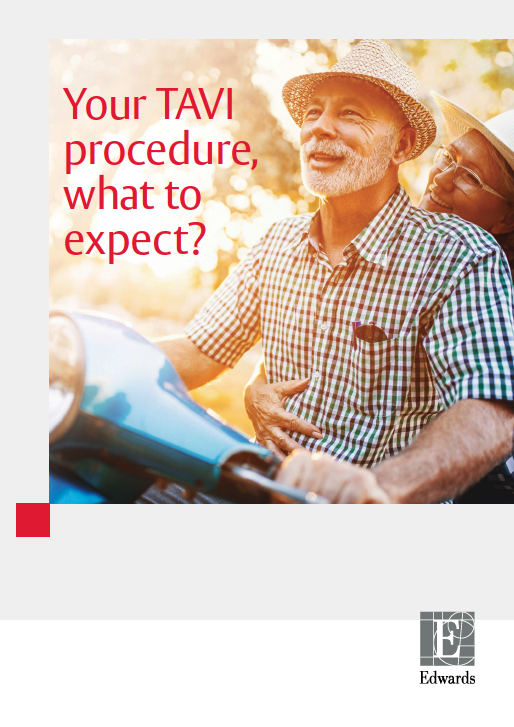 Your TAVI
procedure,
what to
expect?
E
Edwards